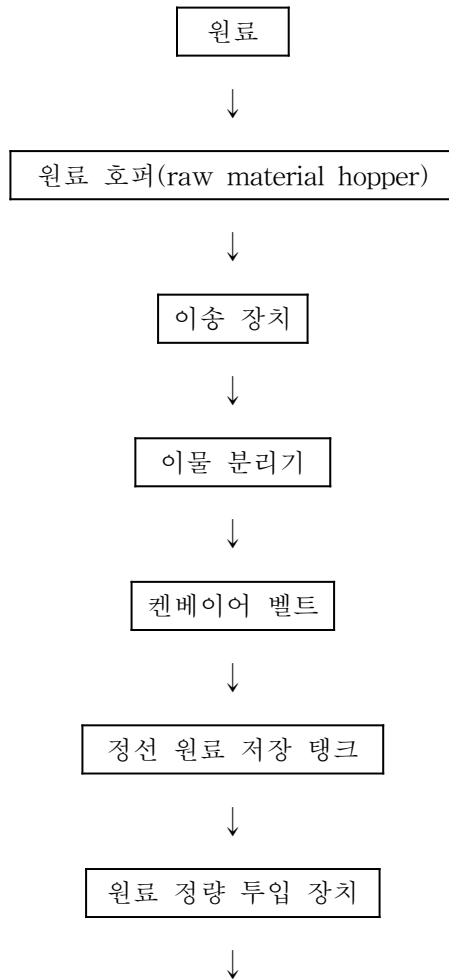 원료
↓
원료 호퍼(raw material hopper)
↓
이송 장치
↓
이물 분리기
↓
켄베이어 벨트
↓
정선 원료 저장 탱크
↓
원료 정량 투입 장치
↓